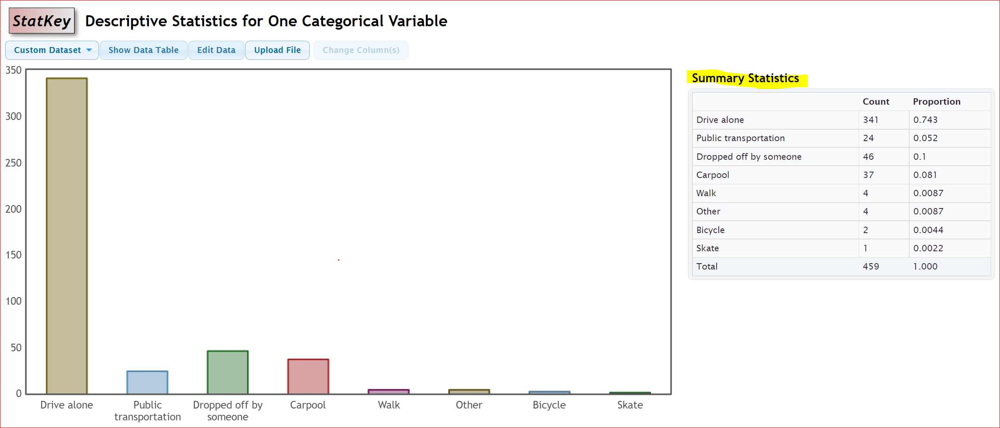 StatKey Descriptive Statistics for One Categorical Variable
Custom Dataset Show Data Table Edit Data Upload File Change Column(s)
350
300
250
200
150
100
50
0
Drive alone Public transportation Dropped off by someone Carpool Walk Other Bicycle Skate
Summary Statistics
Count Proportion
Drive alone 341 0.743
Public transportation 24 0.052
Dropped off by someone 46 0.1
Carpool 37 0.081
Walk 4 0.0087
Other 4 0.0087
Bicycle 2 0.0044
Skate 1 0.0022
Total 459 1.000